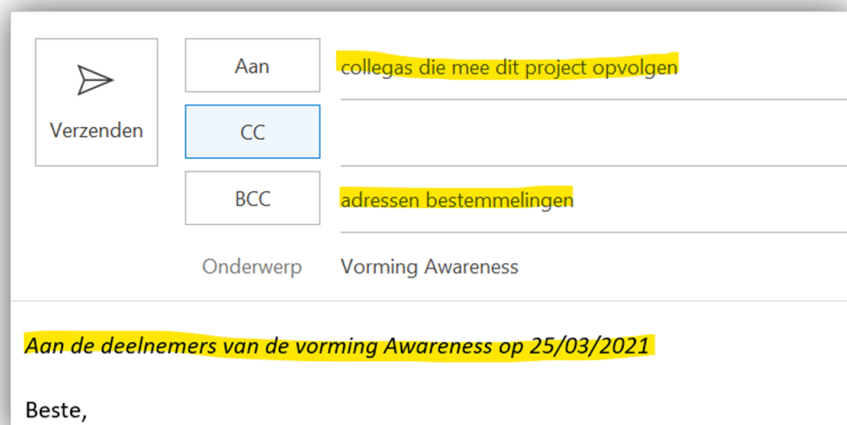 Aan
collegas die mee dit project opvolgen
Verzenden
CC
BCC
adressen bestemmelingen
Onderwerp
Vorming Awareness
Aan de deelnemers van de vorming Awareness op 25/03/2021
Beste,